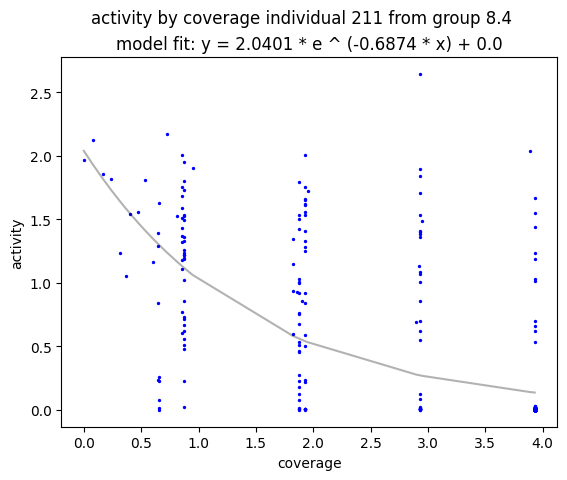 activity by coverage individual 211 from group 8.4
model fit: y = 2.0401 * e ^ (-0.6874 * x) + 0.0
2.5
2.0
1.5
1.0
0.5
0.0
activity
0.0 0.5 1.0 1.5 2.0 2.5 3.0 3.5 4.0
coverage